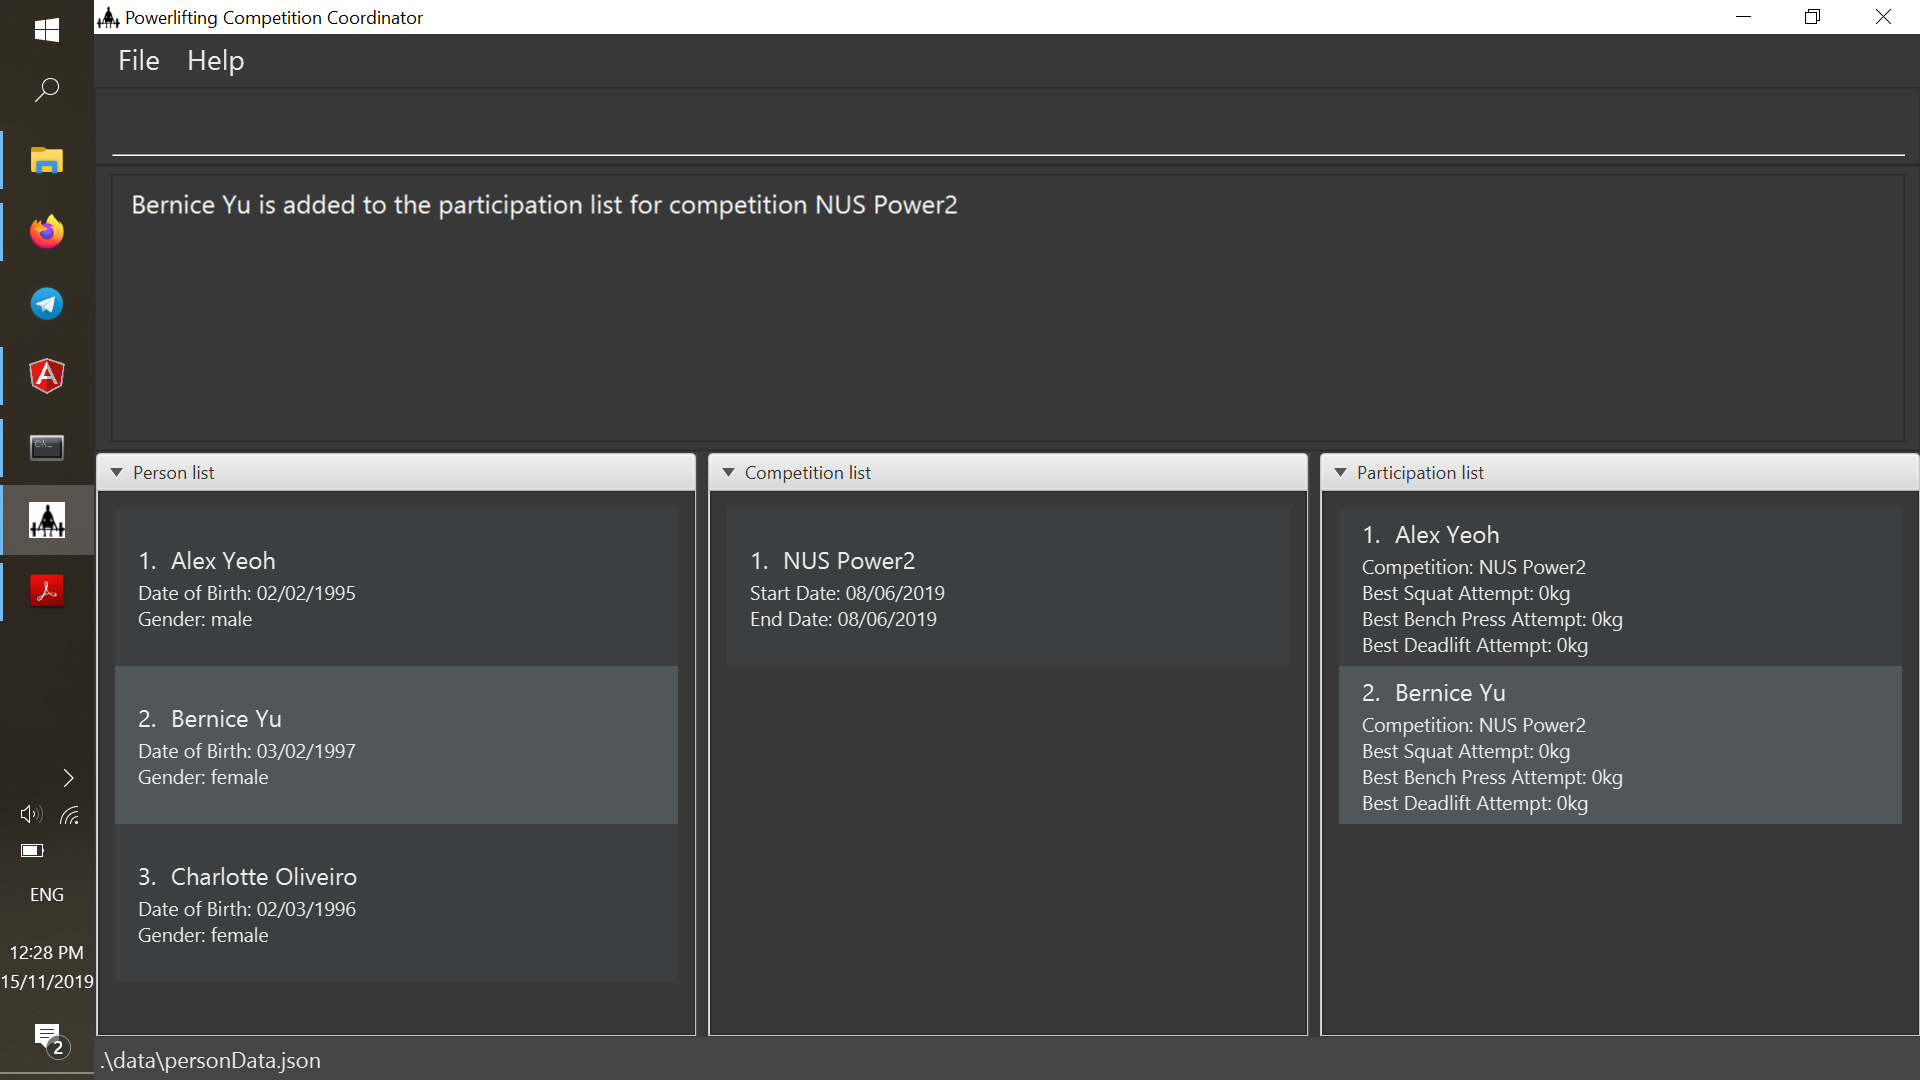 Powerlifting Competition Coordinator
File Help
Bernice Yu is added to the participation list for competition NUS Power2
Person list
1. Alex Yeoh
Date of Birth: 02/02/1995
Gender: male
2. Bernice Yu
Date of Birth: 03/02/1997
Gender: female
3. Charlotte Oliveiro
Date of Birth: 02/03/1996
Gender: female
Competition list
1. NUS Power2
Start Date: 08/06/2019
End Date: 08/06/2019
Participation list
1. Alex Yeoh
Competition: NUS Power2
Best Squat Attempt: 0kg
Best Bench Press Attempt: 0kg
Best Deadlift Attempt: 0kg
2. Bernice Yu
Competition: NUS Power2
Best Squat Attempt: 0kg
Best Bench Press Attempt: 0kg
Best Deadlift Attempt: 0kg
.\data\personData.json
ENG
12:28 PM
15/11/2019
2